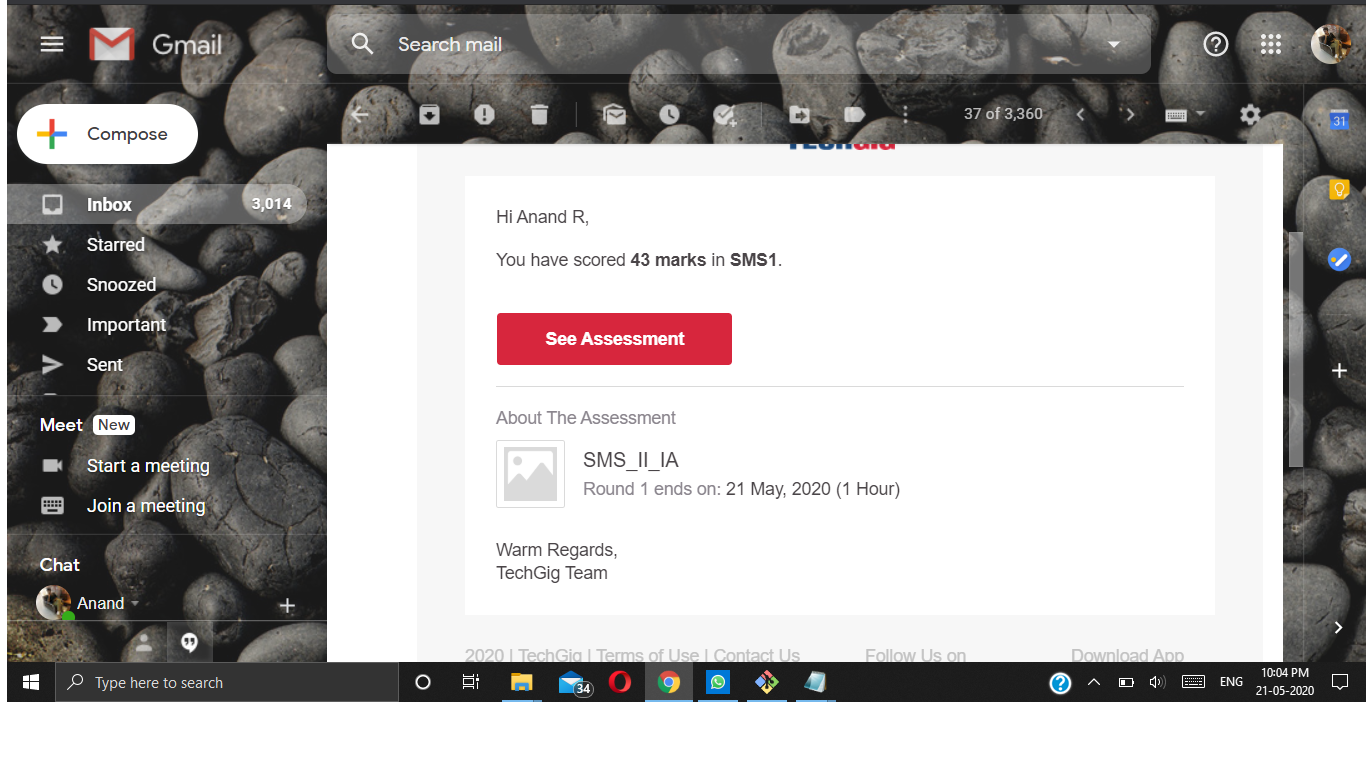 Gmail
Search mail
Compose
37 of 3,360
31
Inbox 3,014
Starred
Snoozed
Important
Sent
Meet New
Start a meeting
Join a meeting
Chat
Anand
TechGig
Hi Anand R,
You have scored 43 marks in SMS1.
See Assessment
About The Assessment
SMS_II_IA
Round 1 ends on: 21 May, 2020 (1 Hour)
Warm Regards,
TechGig Team
2020 | TechGig | Terms of Use | Contact Us Follow Us on Download App
Type here to search
34
ENG
10:04 PM
21-05-2020